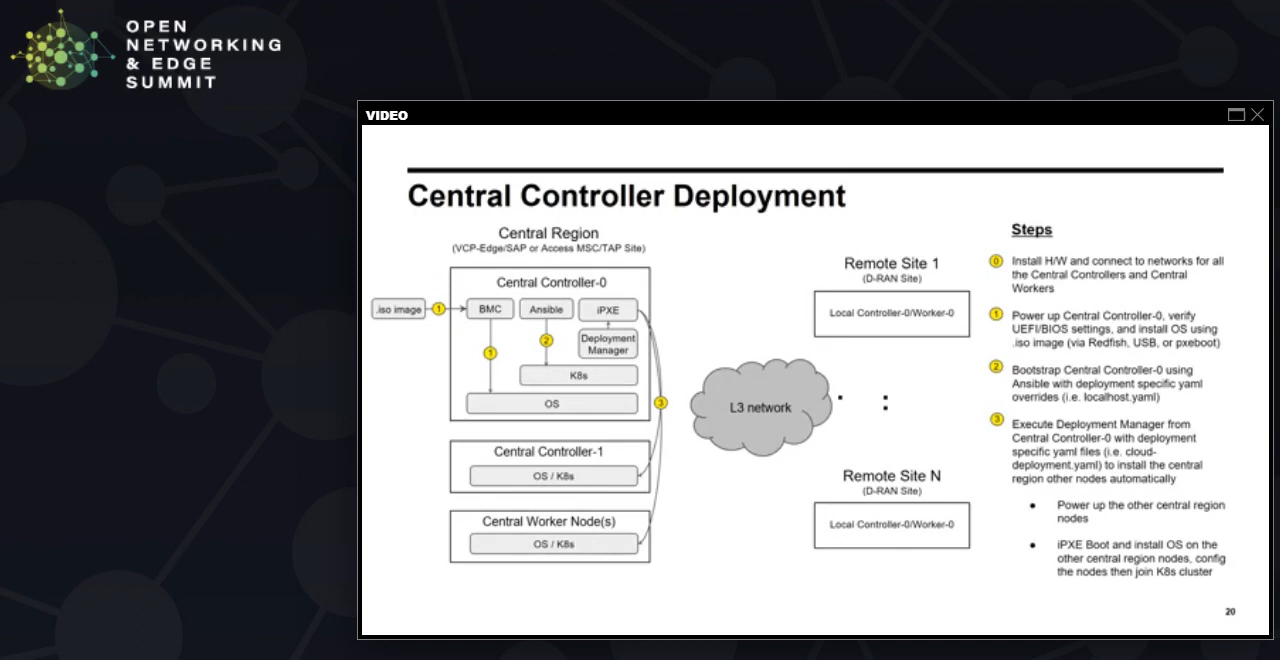 OPEN
NETWORKING
& EDGE
SUMMIT
VIDEO
Central Controller Deployment
Central Region
(VCP-Edge/SAP or Access MSC/TAP Site)
Central Controller-0
.iso image
1
BMC
Ansible
iPXE
1
2
Deployment
Manager
K8s
OS
3
Central Controller-1
OS / K8s
Central Worker Node(s)
OS / K8s
L3 network
Remote Site 1
(D-RAN Site)
Local Controller-0/Worker-0
Remote Site N
(D-RAN Site)
Local Controller-0/Worker-0
Steps
0 Install H/W and connect to networks for all
the Central Controllers and Central
Workers
1 Power up Central Controller-0, verify
UEFI/BIOS settings, and install OS using
.iso image (via Redfish, USB, or pxeboot)
2 Bootstrap Central Controller-0 using
Ansible with deployment specific yaml
overrides (i.e. localhost.yaml)
3 Execute Deployment Manager from
Central Controller-0 with deployment
specific yaml files (i.e. cloud-
deployment.yaml) to install the central
region other nodes automatically
● Power up the other central region
nodes
● iPXE Boot and install OS on the
other central region nodes, config
the nodes then join K8s cluster
20